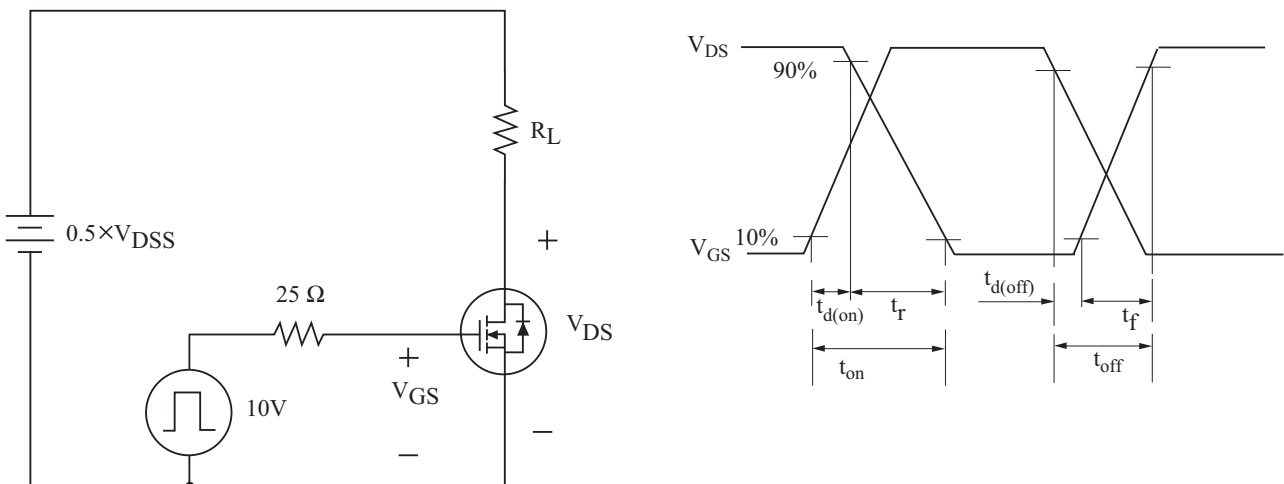 R_L
0.5×V_DSS
25 Ω
+
V_DS
+
V_GS
10V
−
−
V_DS
90%
V_GS 10%
t_d(on)
t_r
t_on
t_d(off)
t_f
t_off